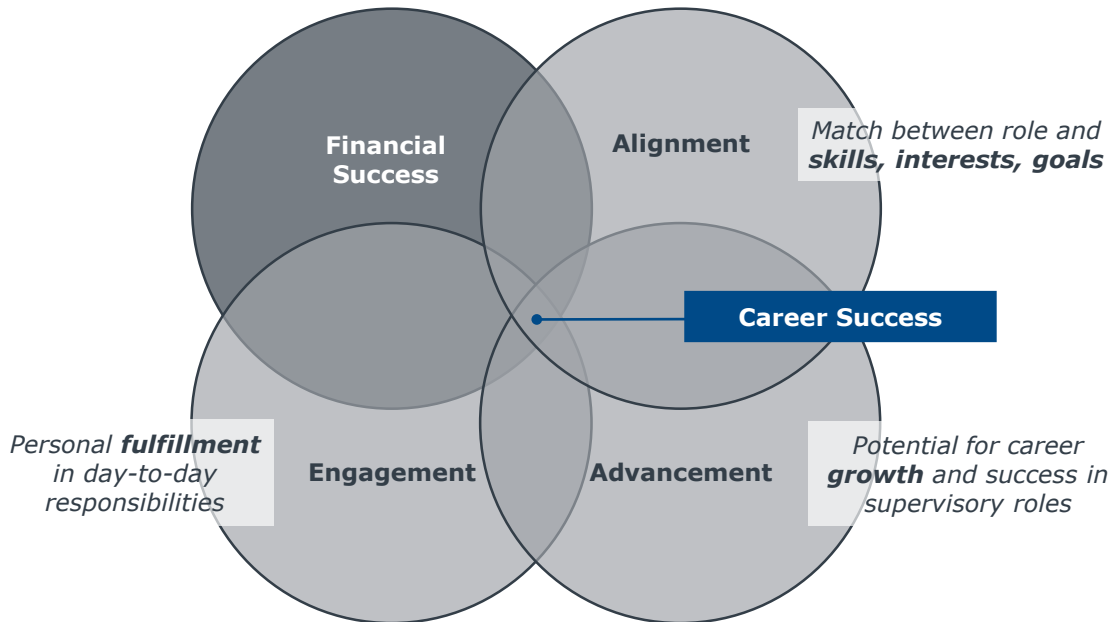 Financial
Success
Alignment
Match between role and
skills, interests, goals
Career Success
Personal fulfillment
in day-to-day
responsibilities
Engagement
Advancement
Potential for career
growth and success in
supervisory roles